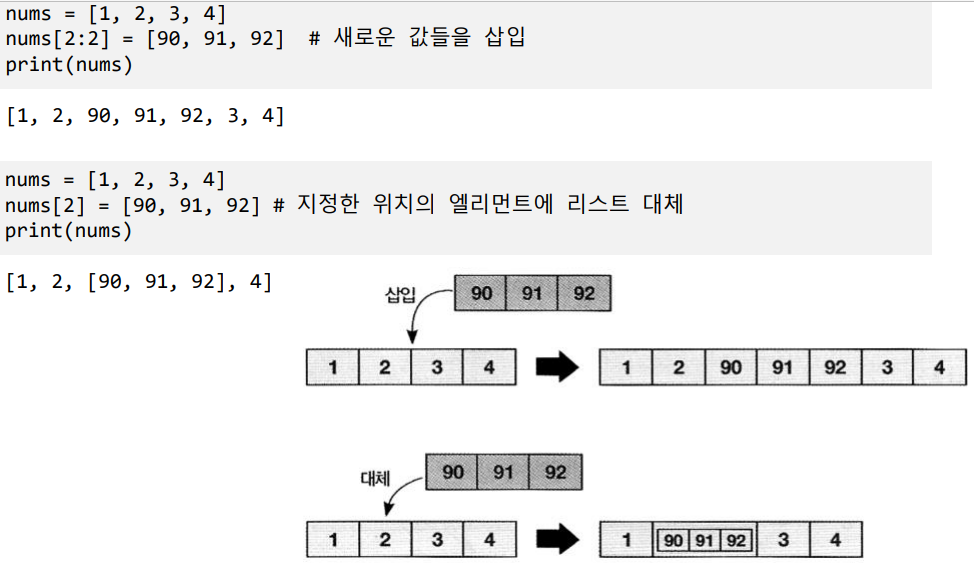 nums = [1, 2, 3, 4]
nums[2:2] = [90, 91, 92]  # 새로운 값들을 삽입
print(nums)
[1, 2, 90, 91, 92, 3, 4]
nums = [1, 2, 3, 4]
nums[2] = [90, 91, 92] # 지정한 위치의 엘리먼트에 리스트 대체
print(nums)
[1, 2, [90, 91, 92], 4]
삽입 90 91 92
1 2 3 4 1 2 90 91 92 3 4
대체 90 91 92
1 2 3 4 1 90 91 92 3 4